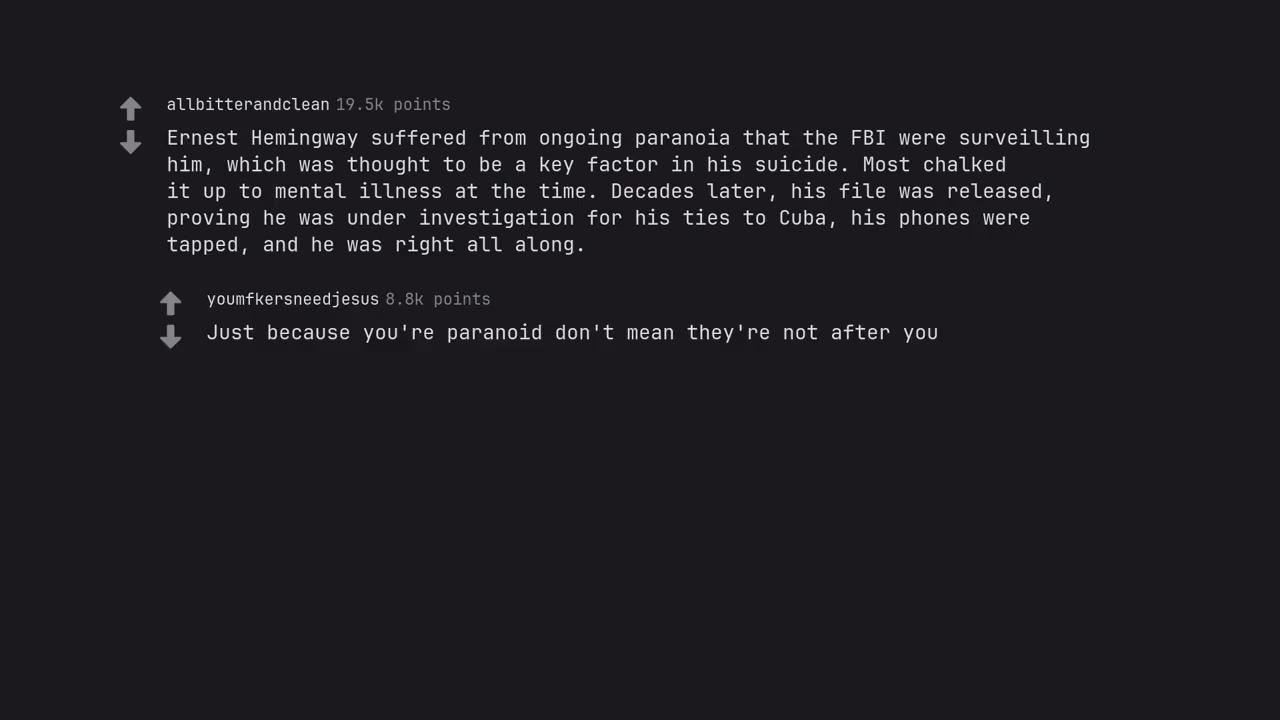 allbitterandclean 19.5k points
Ernest Hemingway suffered from ongoing paranoia that the FBI were surveilling
him, which was thought to be a key factor in his suicide. Most chalked
it up to mental illness at the time. Decades later, his file was released,
proving he was under investigation for his ties to Cuba, his phones were
tapped, and he was right all along.
youmfkersneedjesus 8.8k points
Just because you're paranoid don't mean they're not after you